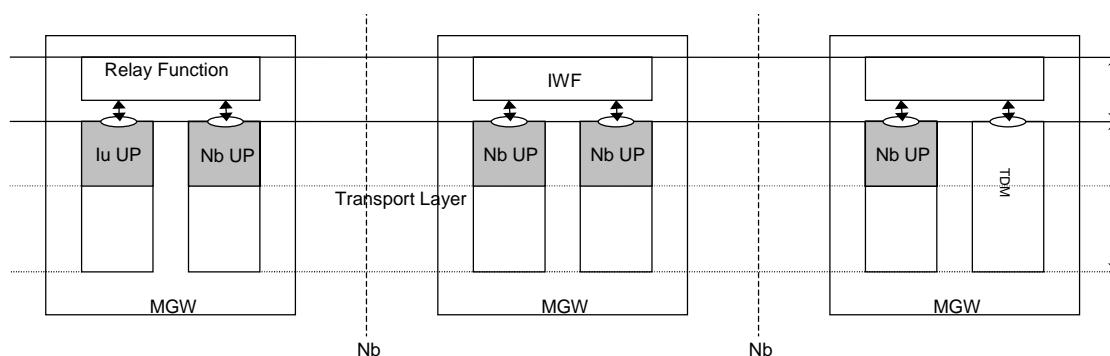 Relay Function
IWF
Iu UP
Nb UP
Nb UP
Nb UP
Nb UP
TDM
Transport Layer
MGW
MGW
MGW
Nb
Nb